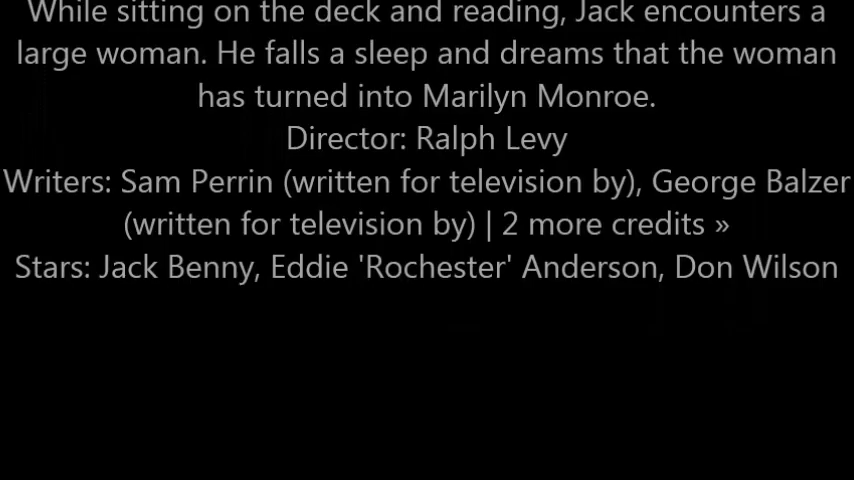 While sitting on the deck and reading, Jack encounters a
large woman. He falls a sleep and dreams that the woman
has turned into Marilyn Monroe.
Director: Ralph Levy
Writers: Sam Perrin (written for television by), George Balzer
(written for television by) | 2 more credits »
Stars: Jack Benny, Eddie 'Rochester' Anderson, Don Wilson